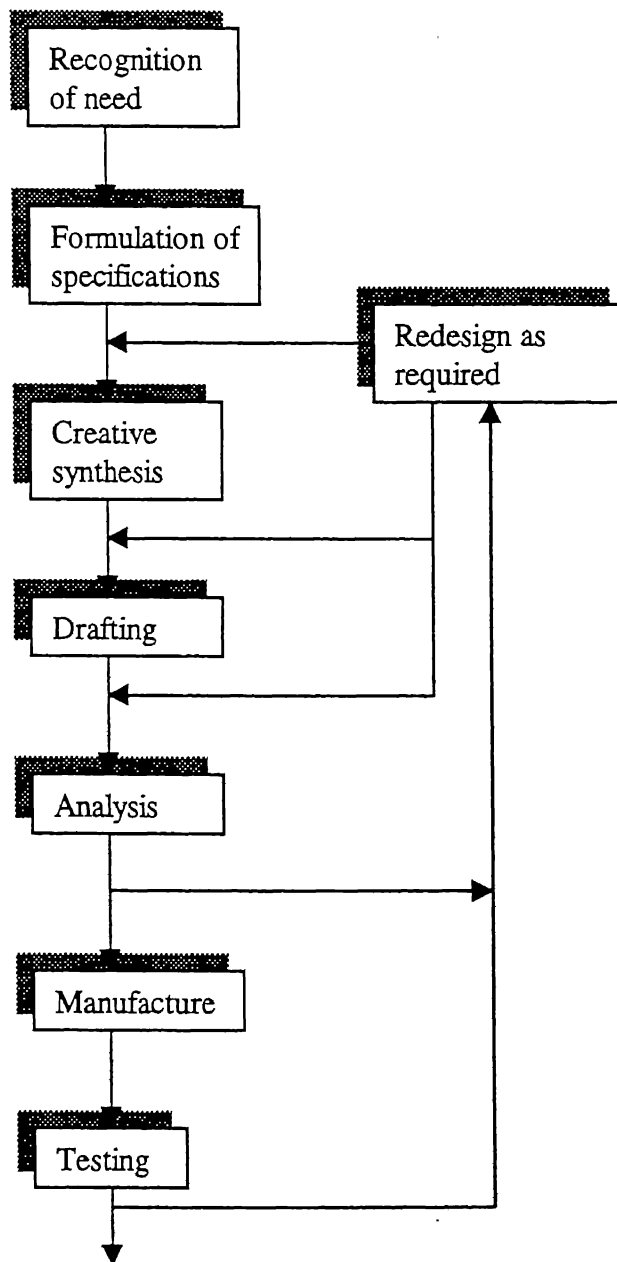 Recognition
of need
Formulation of
specifications
Redesign as
required
Creative
synthesis
Drafting
Analysis
Manufacture
Testing